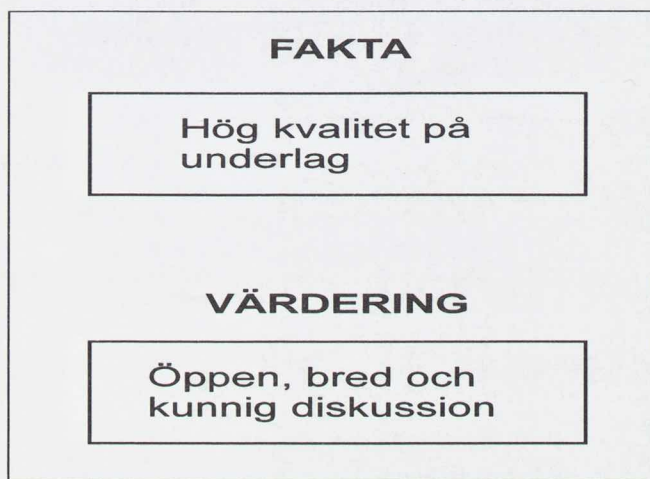 FAKTA
Hög kvalitet på
underlag
VÄRDERING
Öppen, bred och
kunnig diskussion